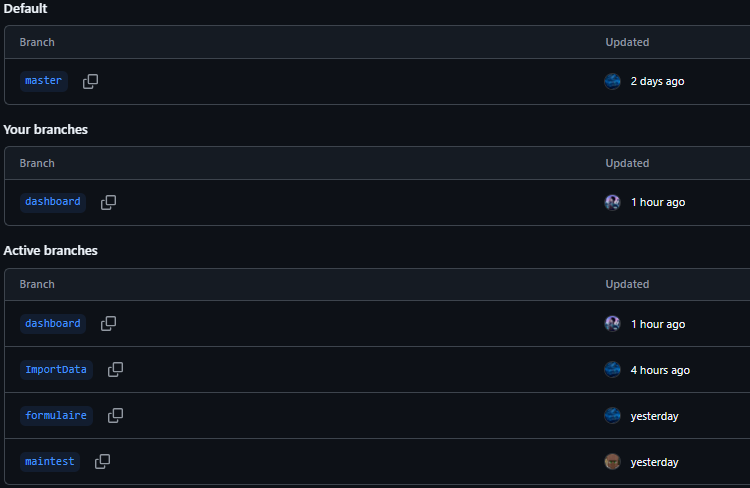 Default
Branch Updated
master 2 days ago
Your branches
Branch Updated
dashboard 1 hour ago
Active branches
Branch Updated
dashboard 1 hour ago
ImportData 4 hours ago
formulaire yesterday
maintest yesterday